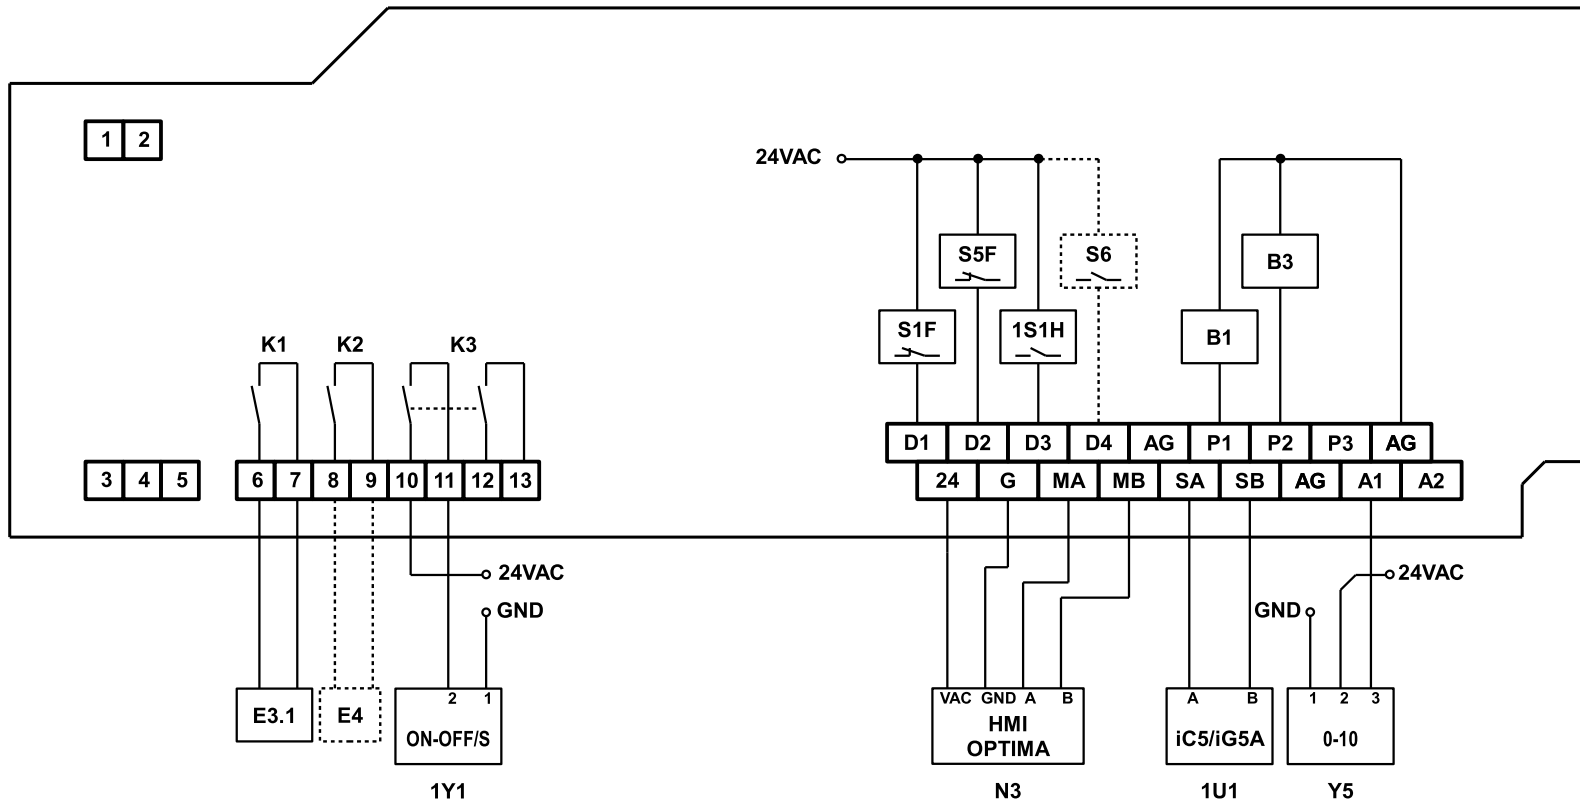 1 2
24VAC
S5F
S6
B3
S1F
1S1H
B1
K1 K2 K3
D1 D2 D3 D4 AG P1 P2 P3 AG
3 4 5
6 7 8 9 10 11 12 13
24 G MA MB SA SB AG A1 A2
24VAC
GND
24VAC
GND
E3.1
E4
2 1
ON-OFF/S
1Y1
VAC GND A B
HMI
OPTIMA
N3
A B
iC5/iG5A
1U1
1 2 3
0-10
Y5